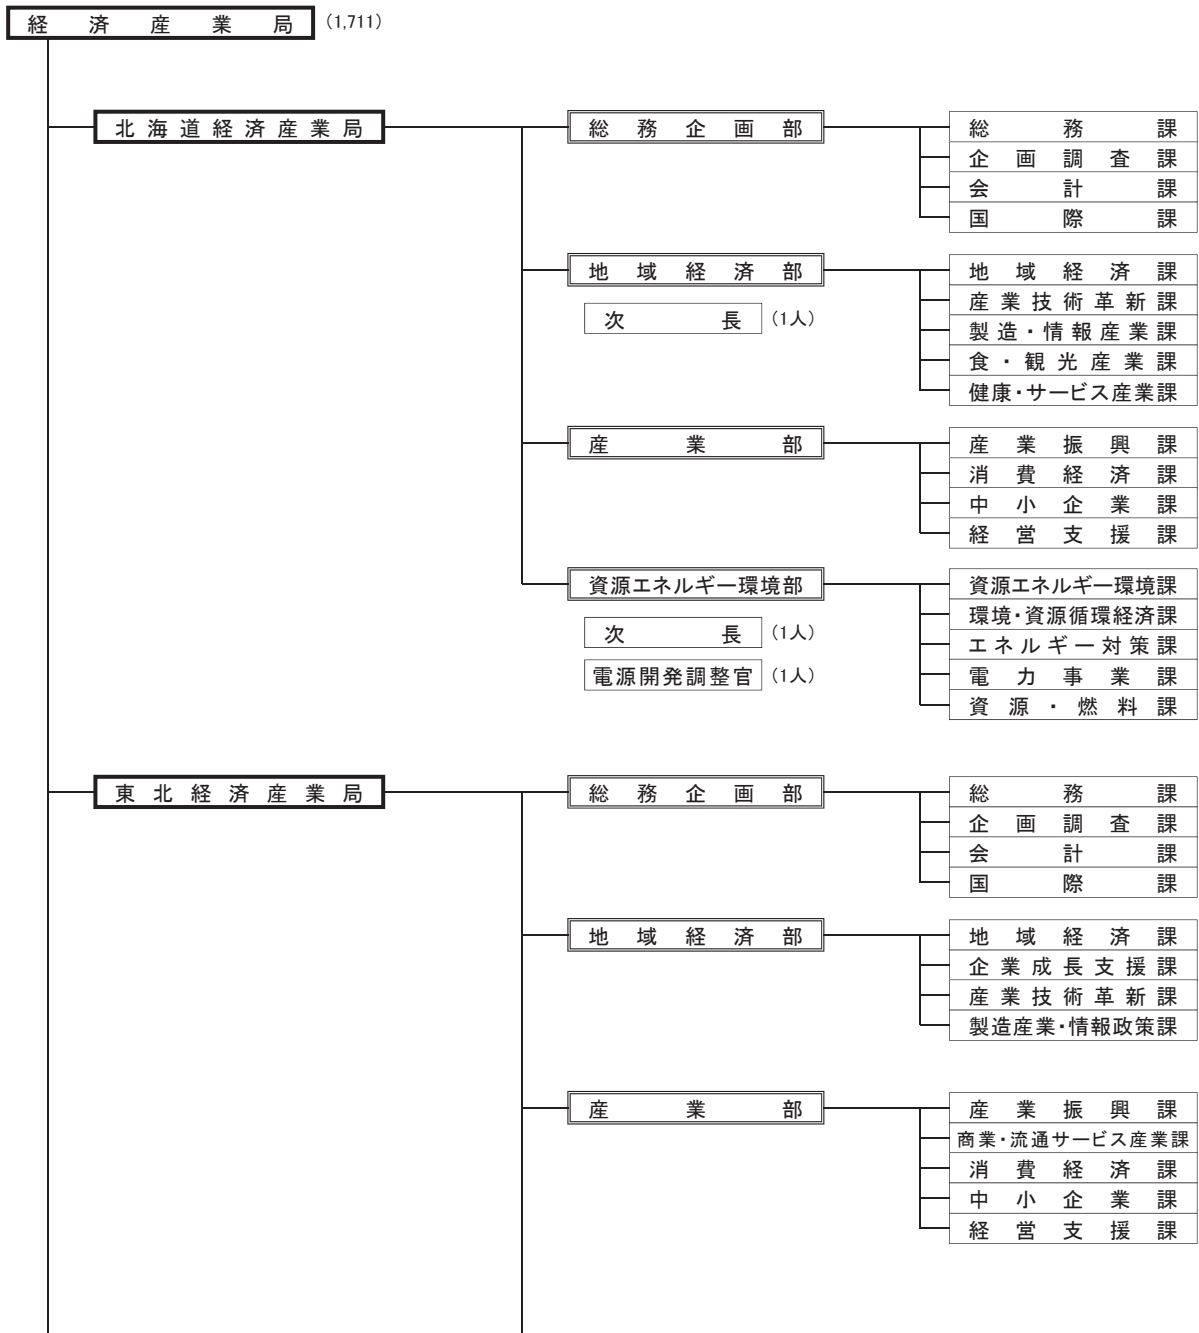 経済産業局 (1,711)
北海道経済産業局
総務企画部
総務課
企画調査課
会計課
国際課
地域経済部
次長 (1人)
地域経済課
産業技術革新課
製造・情報産業課
食・観光産業課
健康・サービス産業課
産業部
産業振興課
消費経済課
中小企業課
経営支援課
資源エネルギー環境部
次長 (1人)
電源開発調整官 (1人)
資源エネルギー環境課
環境・資源循環経済課
エネルギー対策課
電力事業課
資源・燃料課
東北経済産業局
総務企画部
総務課
企画調査課
会計課
国際課
地域経済部
地域経済課
企業成長支援課
産業技術革新課
製造産業・情報政策課
産業部
産業振興課
商業・流通サービス産業課
消費経済課
中小企業課
経営支援課